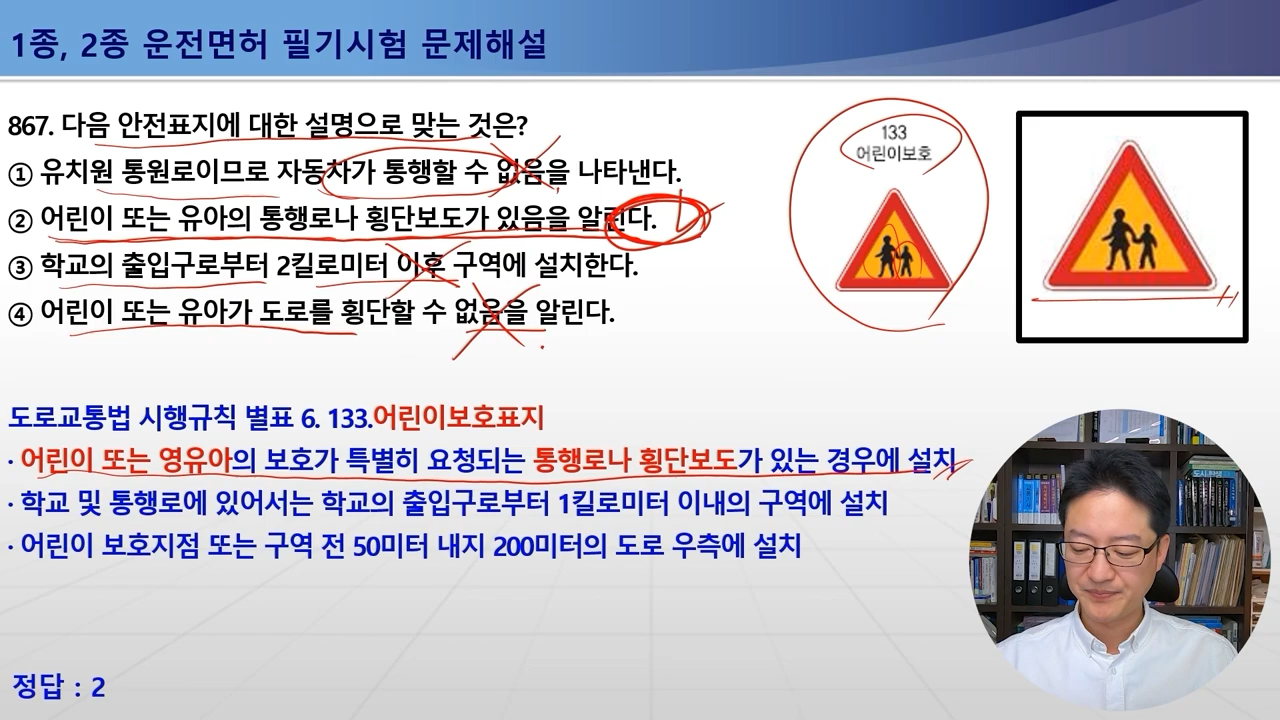 1종, 2종 운전면허 필기시험 문제해설
867. 다음 안전표지에 대한 설명으로 맞는 것은?
① 유치원 통원로이므로 자동차가 통행할 수 없음을 나타낸다.
② 어린이 또는 유아의 통행로나 횡단보도가 있음을 알린다.
③ 학교의 출입구로부터 2킬로미터 이후 구역에 설치한다.
④ 어린이 또는 유아가 도로를 횡단할 수 없음을 알린다.
133
어린이보호
도로교통법 시행규칙 별표 6. 133.어린이보호표지
· 어린이 또는 영유아의 보호가 특별히 요청되는 통행로나 횡단보도가 있는 경우에 설치
· 학교 및 통행로에 있어서는 학교의 출입구로부터 1킬로미터 이내의 구역에 설치
· 어린이 보호지점 또는 구역 전 50미터 내지 200미터의 도로 우측에 설치
정답 : 2